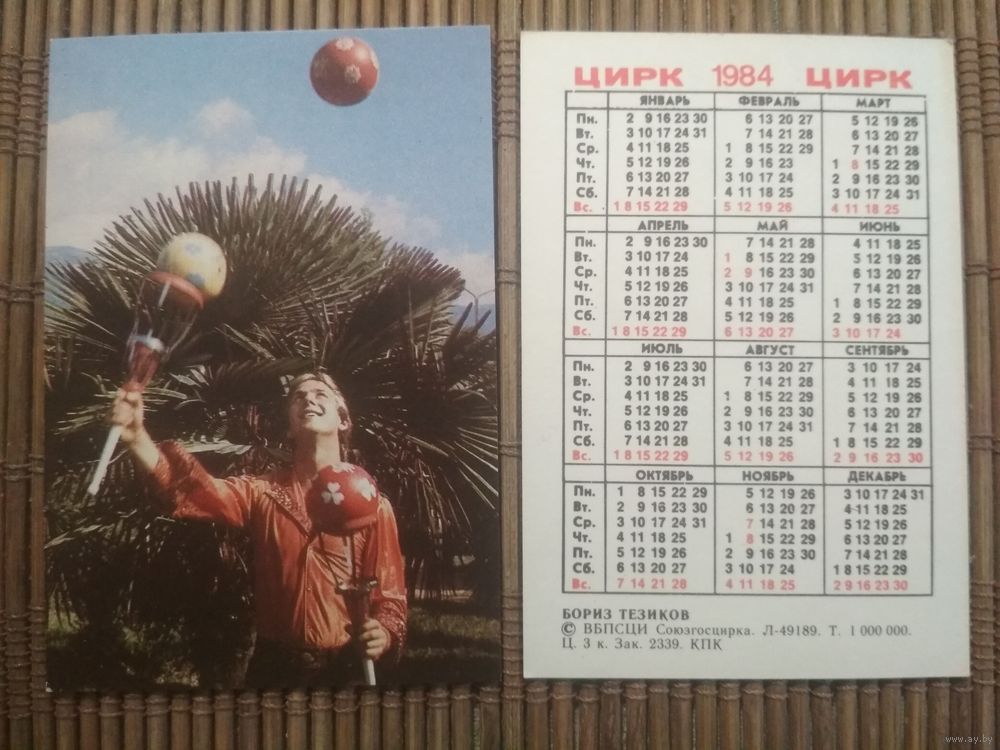 ЦИРК 1984 ЦИРК
ЯНВАРЬ ФЕВРАЛЬ МАРТ
Пн. 2 9 16 23 30 6 13 20 27 5 12 19 26
Вт. 3 10 17 24 31 7 14 21 28 6 13 20 27
Ср. 4 11 18 25 1 8 15 22 29 7 14 21 28
Чт. 5 12 19 26 2 9 16 23 1 8 15 22 29
Пт. 6 13 20 27 3 10 17 24 2 9 16 23 30
Сб. 7 14 21 28 4 11 18 25 3 10 17 24 31
Вс. 1 8 15 22 29 5 12 19 26 4 11 18 25
АПРЕЛЬ МАЙ ИЮНЬ
Пн. 2 9 16 23 30 7 14 21 28 4 11 18 25
Вт. 3 10 17 24 1 8 15 22 29 5 12 19 26
Ср. 4 11 18 25 2 9 16 23 30 6 13 20 27
Чт. 5 12 19 26 3 10 17 24 31 7 14 21 28
Пт. 6 13 20 27 4 11 18 25 1 8 15 22 29
Сб. 7 14 21 28 5 12 19 26 2 9 16 23 30
Вс. 1 8 15 22 29 6 13 20 27 3 10 17 24
ИЮЛЬ АВГУСТ СЕНТЯБРЬ
Пн. 2 9 16 23 30 6 13 20 27 3 10 17 24
Вт. 3 10 17 24 31 7 14 21 28 4 11 18 25
Ср. 4 11 18 25 1 8 15 22 29 5 12 19 26
Чт. 5 12 19 26 2 9 16 23 30 6 13 20 27
Пт. 6 13 20 27 3 10 17 24 31 7 14 21 28
Сб. 7 14 21 28 4 11 18 25 1 8 15 22 29
Вс. 1 8 15 22 29 5 12 19 26 2 9 16 23 30
ОКТЯБРЬ НОЯБРЬ ДЕКАБРЬ
Пн. 1 8 15 22 29 5 12 19 26 3 10 17 24 31
Вт. 2 9 16 23 30 6 13 20 27 4 11 18 25
Ср. 3 10 17 24 31 7 14 21 28 5 12 19 26
Чт. 4 11 18 25 1 8 15 22 29 6 13 20 27
Пт. 5 12 19 26 2 9 16 23 30 7 14 21 28
Сб. 6 13 20 27 3 10 17 24 1 8 15 22 29
Вс. 7 14 21 28 4 11 18 25 2 9 16 23 30
БОРИЗ ТЕЗИКОВ
© ВБПСЦИ Союзгосцирка. Л-49189. Т. 1 000 000.
Ц. 3 к. Зак. 2339. КПК
www.ay.by